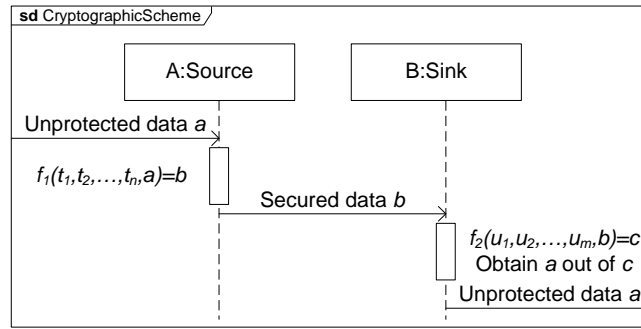 sd CryptographicScheme
A:Source
B:Sink
Unprotected data a
f₁(t₁,t₂,…,tₙ,a)=b
Secured data b
f₂(u₁,u₂,…,uₘ,b)=c
Obtain a out of c
Unprotected data a